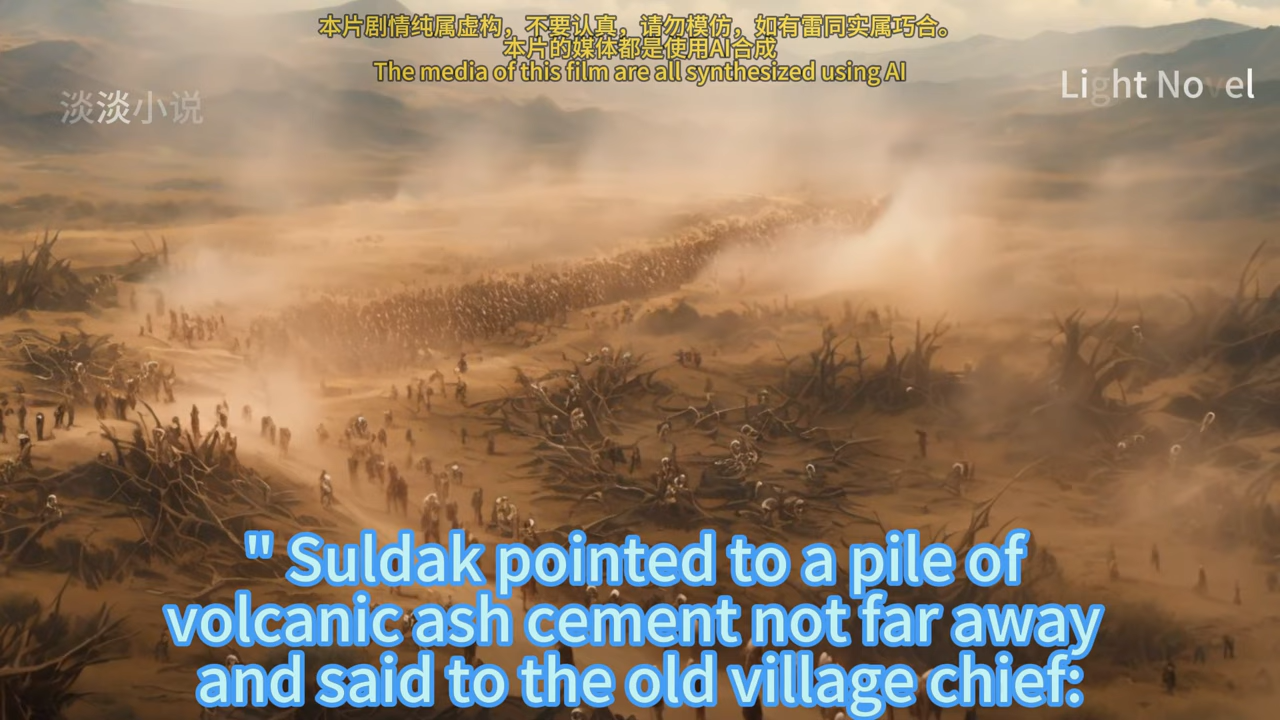 本片剧情纯属虚构，不要认真，请勿模仿，如有雷同实属巧合。
本片的媒体都是使用AI合成
The media of this film are all synthesized using AI
淡淡小说
Light Novel
" Suldak pointed to a pile of
volcanic ash cement not far away
and said to the old village chief: